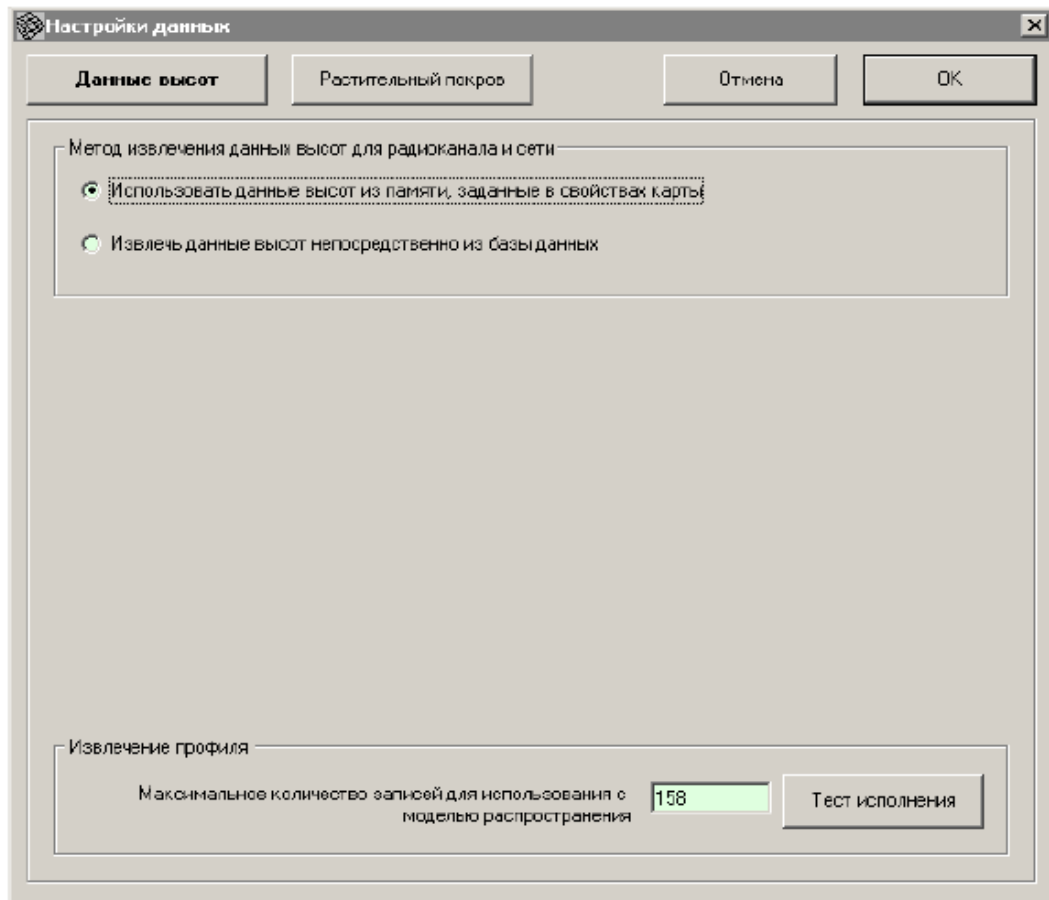 Настройки данных
Данные высот
Растительный покров
Отмена
OK
Метод извлечения данных высот для радиоканала и сети
Использовать данные высот из памяти, заданные в свойствах карты
Извлечь данные высот непосредственно из базы данных
Извлечение профиля
Максимальное количество записей для использования с
моделью распространения
158
Тест исполнения